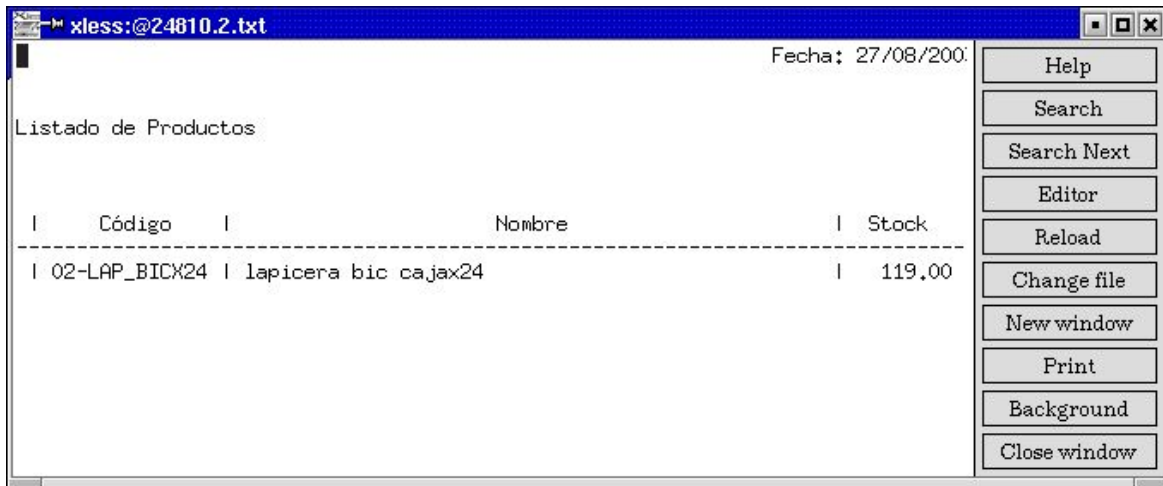 xless:@24810.2.txt
Fecha: 27/08/200
Listado de Productos
| Código | Nombre | Stock
| 02-LAP_BICX24 | lapicera bic cajax24 | 119.00
Help
Search
Search Next
Editor
Reload
Change file
New window
Print
Background
Close window